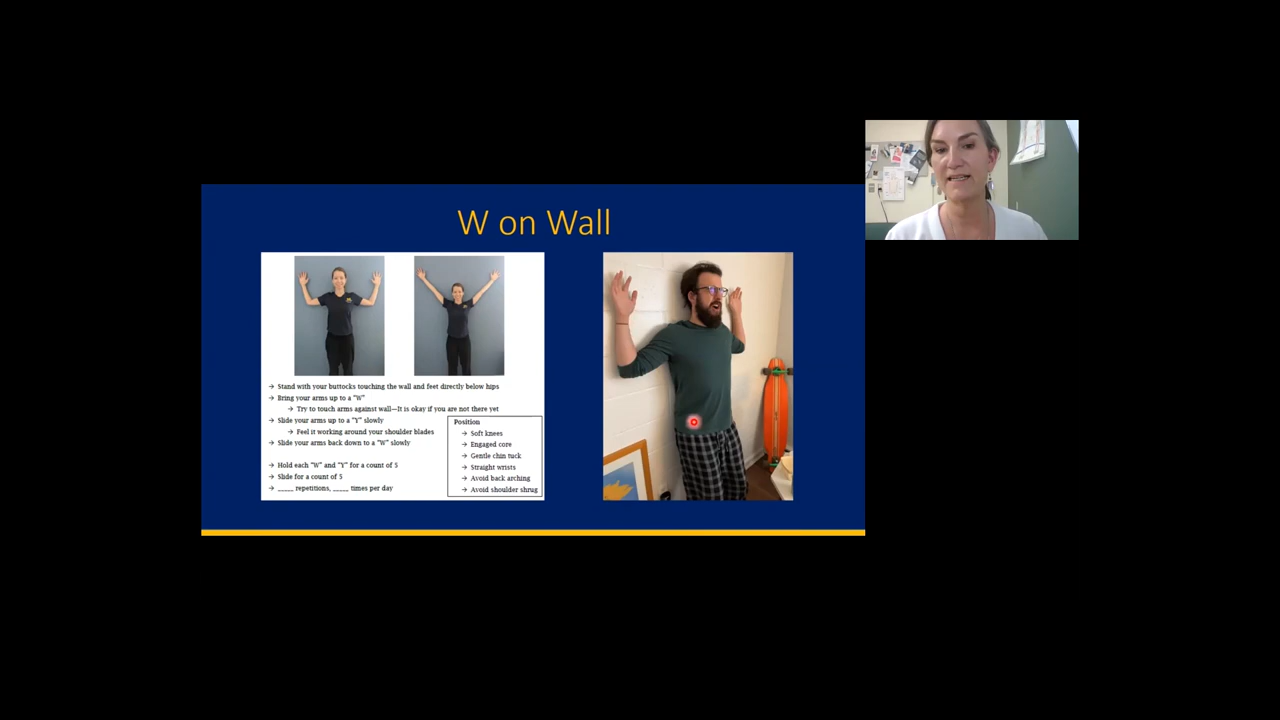 W on Wall
→ Stand with your buttocks touching the wall and feet directly below hips
→ Bring your arms up to a "W"
→ Try to touch arms against wall—It is okay if you are not there yet
→ Slide your arms up to a "Y" slowly
→ Feel it working around your shoulder blades
→ Slide your arms back down to a "W" slowly
→ Hold each "W" and "Y" for a count of 5
→ Slide for a count of 5
→ _____ repetitions, _____ times per day
Position
→ Soft knees
→ Engaged core
→ Gentle chin tuck
→ Straight wrists
→ Avoid back arching
→ Avoid shoulder shrug